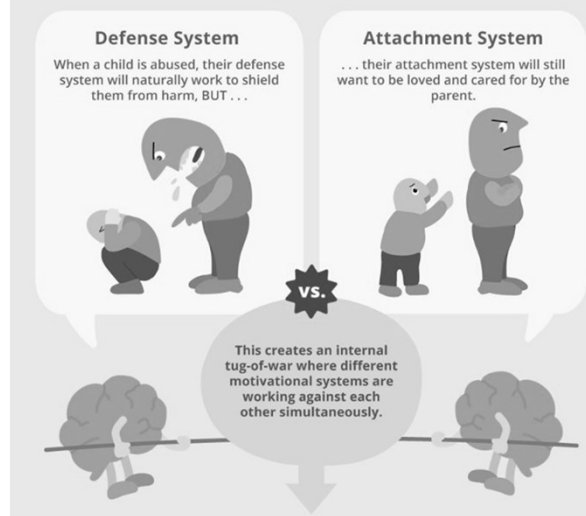 Defense System
When a child is abused, their defense
system will naturally work to shield
them from harm, BUT . . .
Attachment System
. . . their attachment system will still
want to be loved and cared for by the
parent.
vs.
This creates an internal
tug-of-war where different
motivational systems are
working against each
other simultaneously.